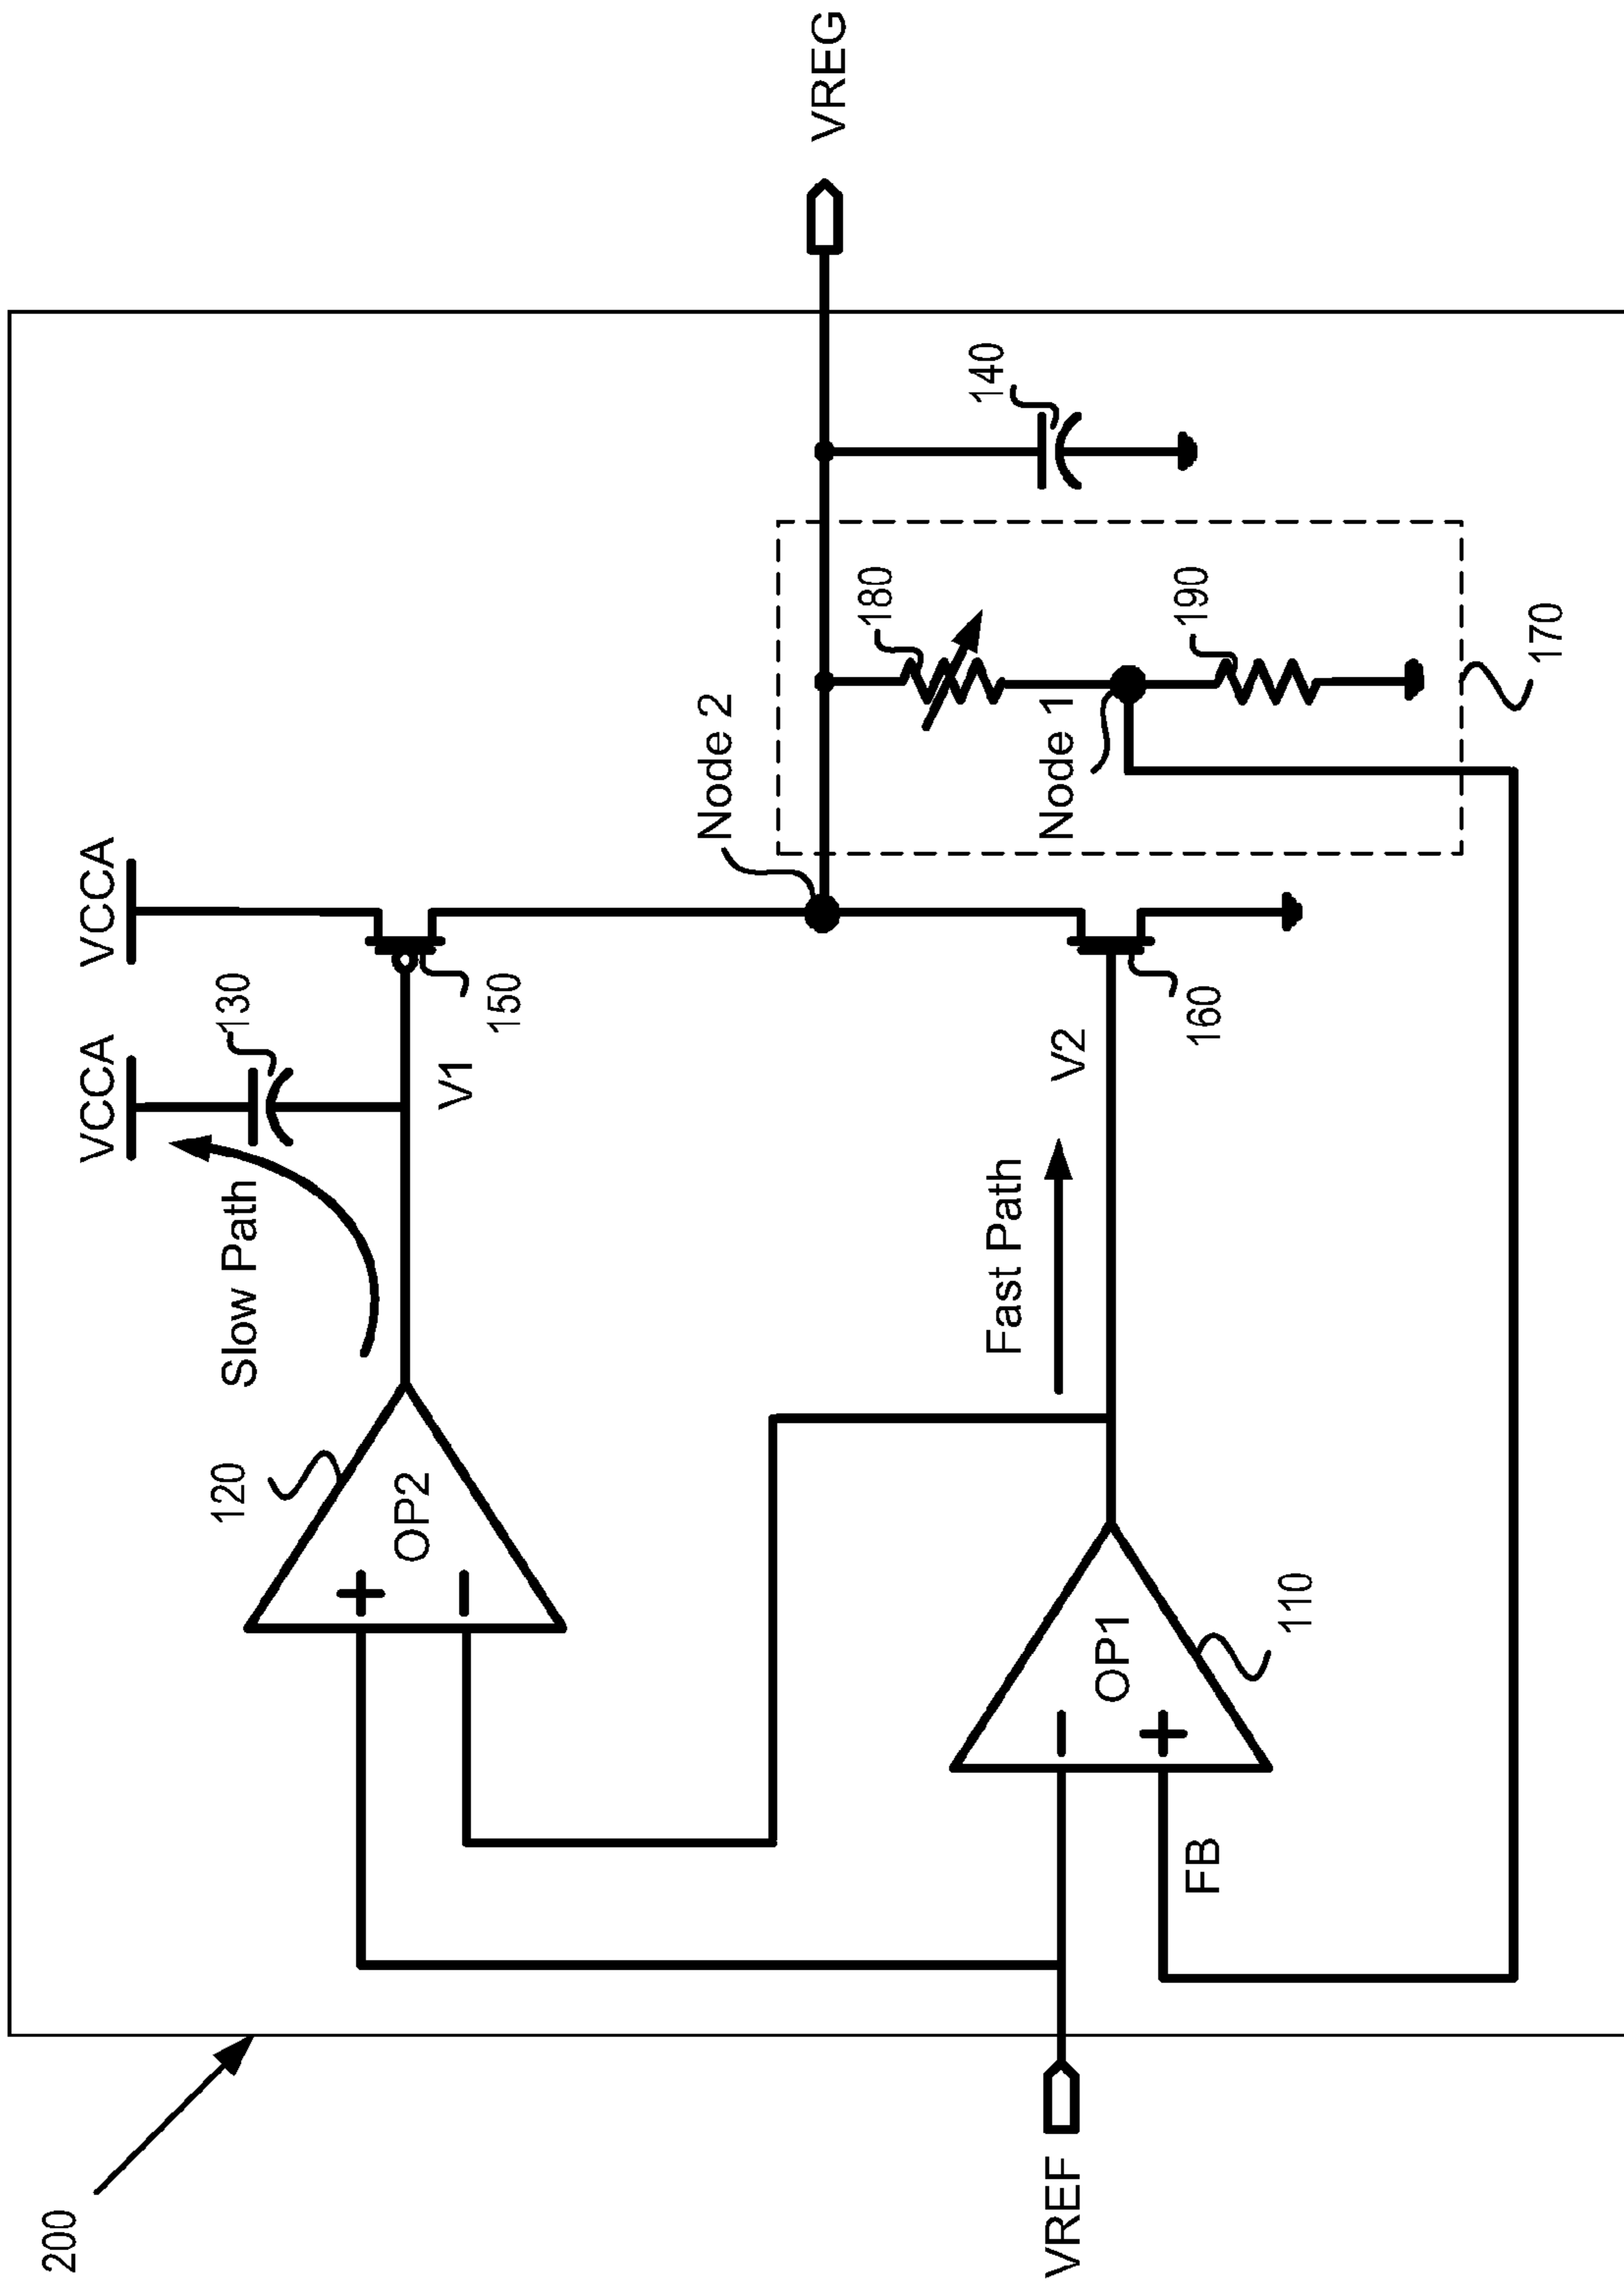 200
VCCA
VCCA
Slow Path
130
120
OP2
V1
150
Node 2
VREG
180
140
Node 1
190
170
Fast Path
V2
160
OP1
110
VREF
FB